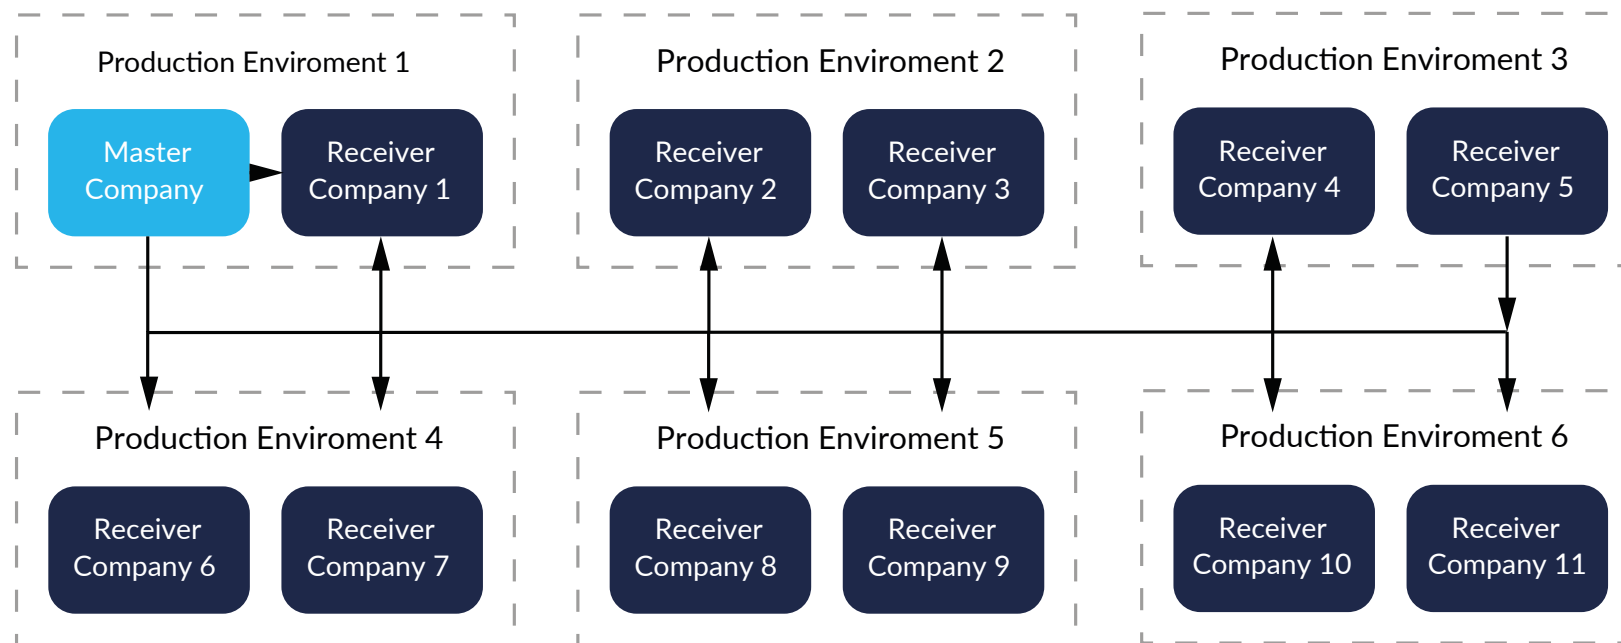 Production Enviroment 1
Master
Company
Receiver
Company 1
Production Enviroment 2
Receiver
Company 2
Receiver
Company 3
Production Enviroment 3
Receiver
Company 4
Receiver
Company 5
Production Enviroment 4
Receiver
Company 6
Receiver
Company 7
Production Enviroment 5
Receiver
Company 8
Receiver
Company 9
Production Enviroment 6
Receiver
Company 10
Receiver
Company 11